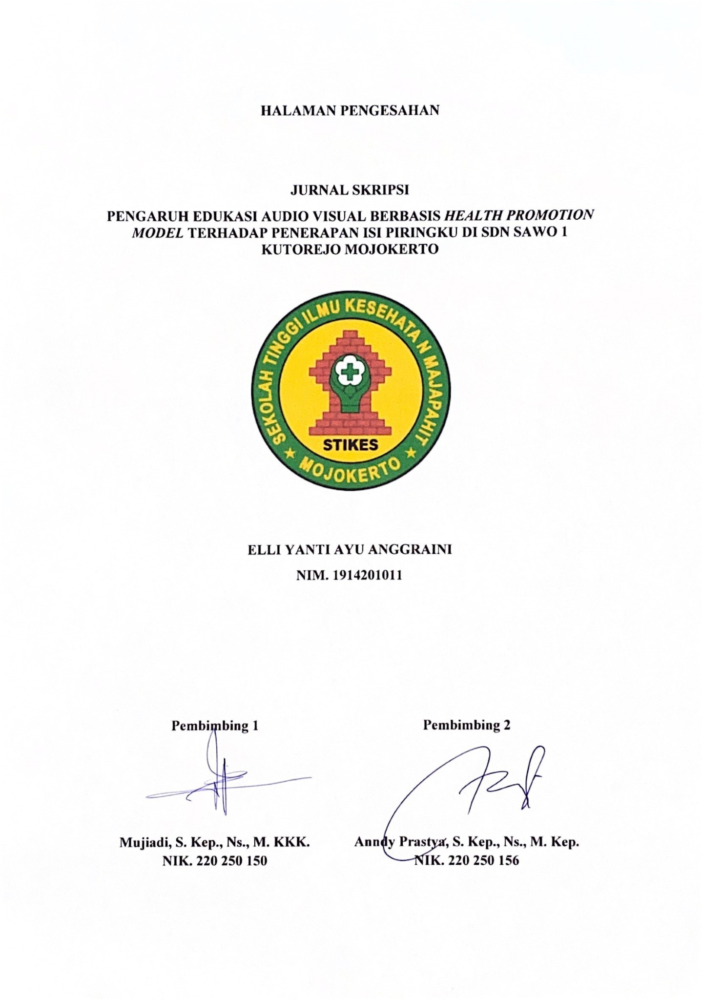 HALAMAN PENGESAHAN
JURNAL SKRIPSI
PENGARUH EDUKASI AUDIO VISUAL BERBASIS HEALTH PROMOTION
MODEL TERHADAP PENERAPAN ISI PIRINGKU DI SDN SAWO 1
KUTOREJO MOJOKERTO
SEKOLAH TINGGI ILMU KESEHATA N MAJAPAHIT
STIKES
MOJOKERTO
ELLI YANTI AYU ANGGRAINI
NIM. 1914201011
Pembimbing 1
Pembimbing 2
Mujiadi, S. Kep., Ns., M. KKK.
NIK. 220 250 150
Anndy Prastya, S. Kep., Ns., M. Kep.
NIK. 220 250 156